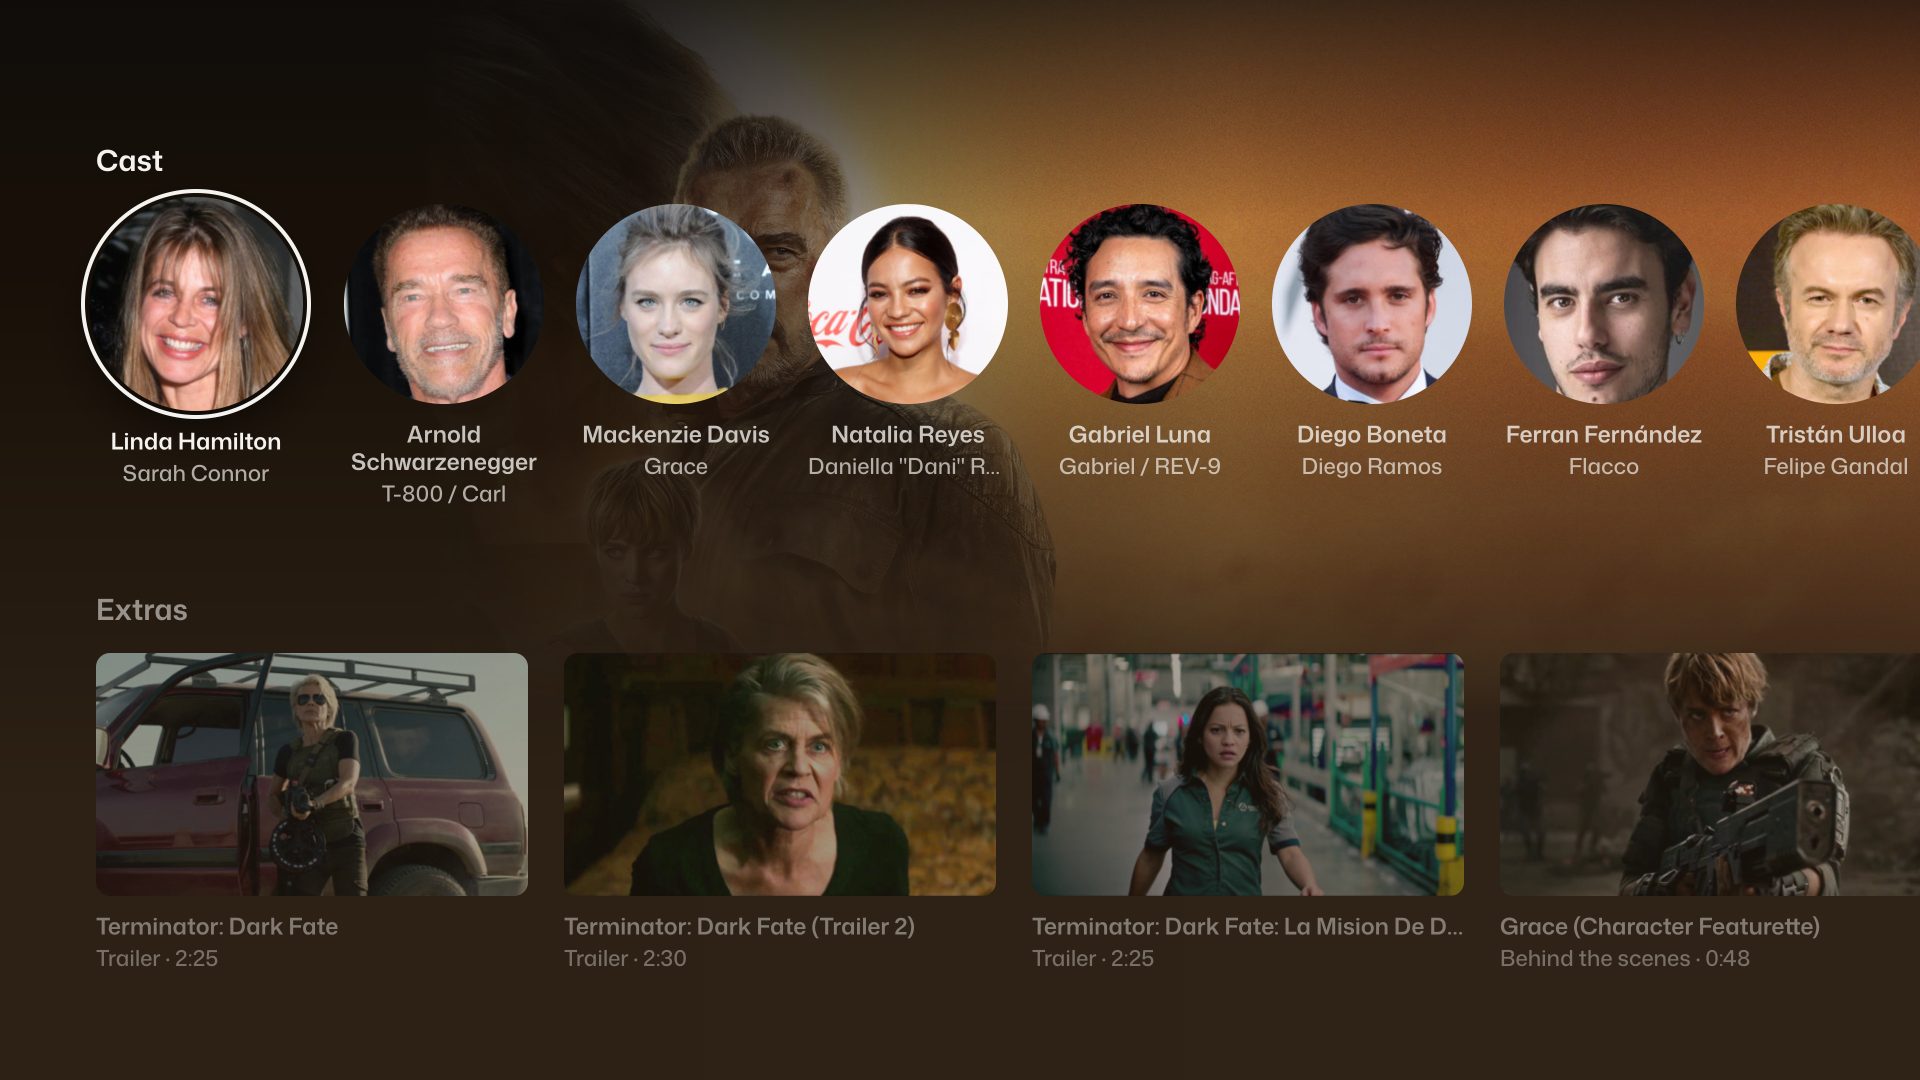 Cast
Linda Hamilton
Sarah Connor
Arnold
Schwarzenegger
T-800 / Carl
Mackenzie Davis
Grace
Natalia Reyes
Daniella "Dani" R...
Gabriel Luna
Gabriel / REV-9
Diego Boneta
Diego Ramos
Ferran Fernández
Flacco
Tristán Ulloa
Felipe Gandal
Extras
Terminator: Dark Fate
Trailer · 2:25
Terminator: Dark Fate (Trailer 2)
Trailer · 2:30
Terminator: Dark Fate: La Mision De D...
Trailer · 2:25
Grace (Character Featurette)
Behind the scenes · 0:48